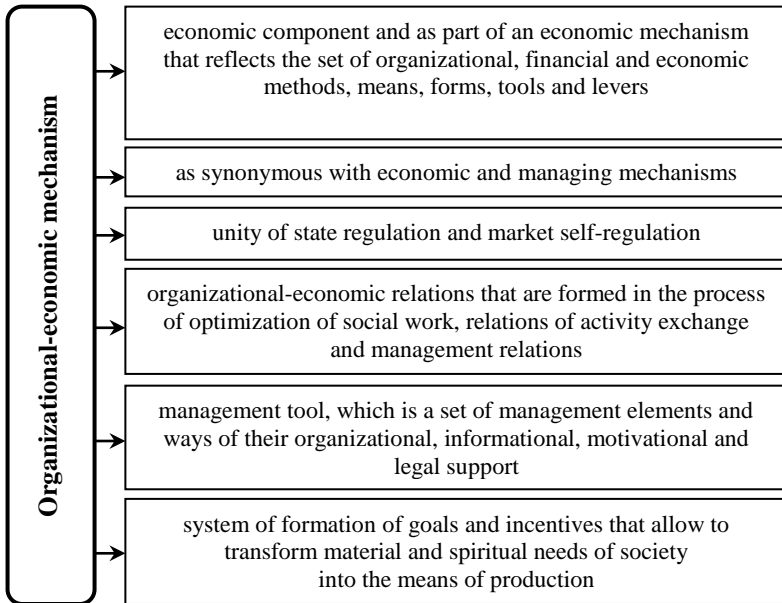 Organizational-economic mechanism
economic component and as part of an economic mechanism
that reflects the set of organizational, financial and economic
methods, means, forms, tools and levers
as synonymous with economic and managing mechanisms
unity of state regulation and market self-regulation
organizational-economic relations that are formed in the process
of optimization of social work, relations of activity exchange
and management relations
management tool, which is a set of management elements and
ways of their organizational, informational, motivational and
legal support
system of formation of goals and incentives that allow to
transform material and spiritual needs of society
into the means of production